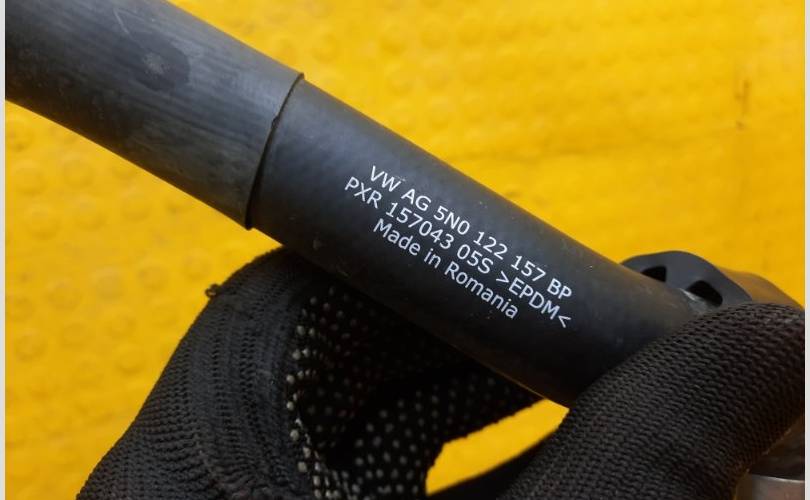 VW AG 5N0 122 157 BP
PXR 157043 05S >EPDM<
Made in Romania